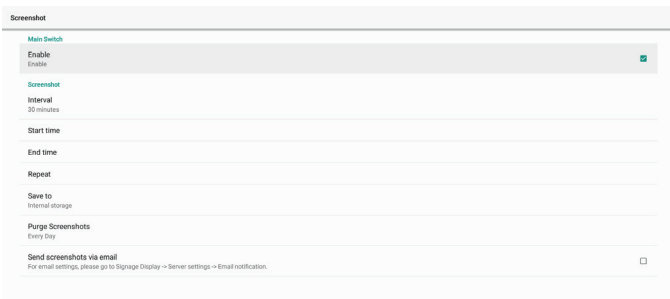 Screenshot
Main Switch
Enable
Enable
Screenshot
Interval
30 minutes
Start time
End time
Repeat
Save to
Internal storage
Purge Screenshots
Every Day
Send screenshots via email
For email settings, please go to Signage Display -> Server settings -> Email notification.